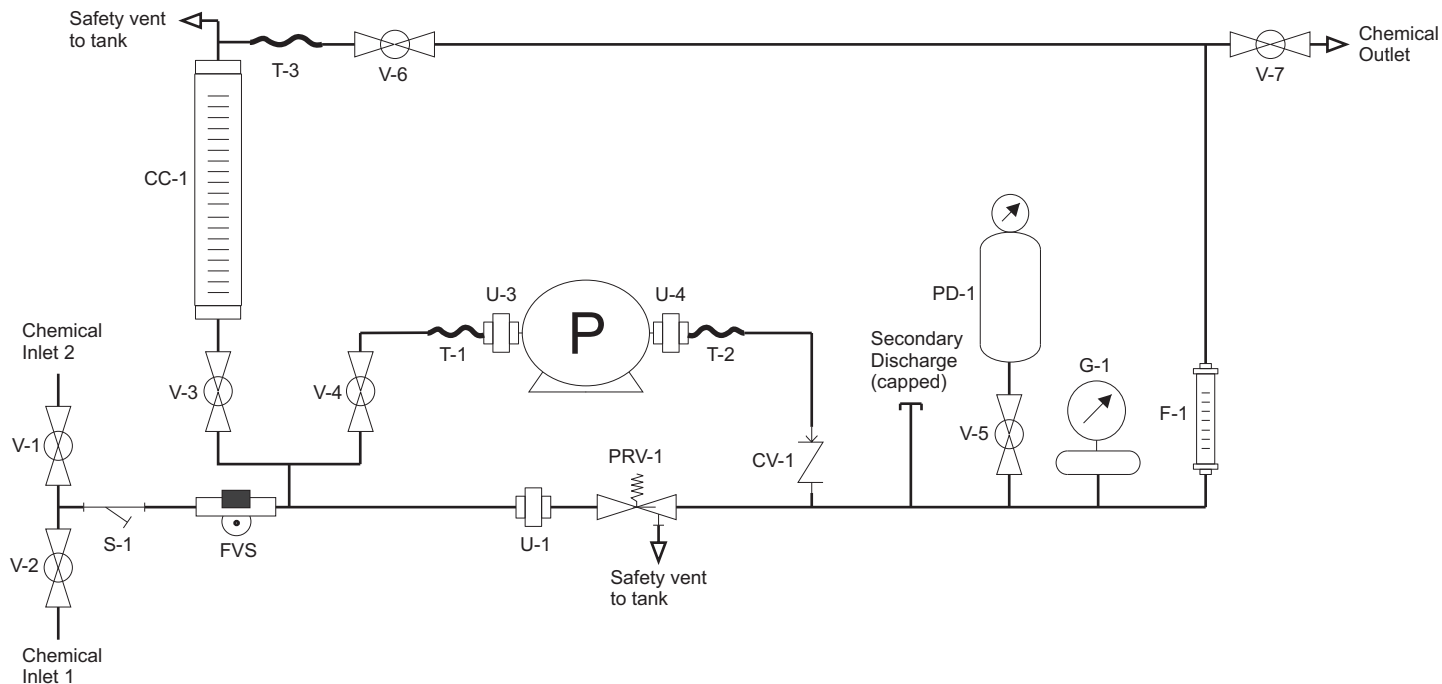 Safety vent
to tank
T-3
V-6
V-7
Chemical
Outlet
CC-1
PD-1
U-3
U-4
P
T-1
T-2
Secondary
Discharge
(capped)
G-1
F-1
Chemical
Inlet 2
V-3
V-4
V-5
V-1
PRV-1
CV-1
S-1
FVS
U-1
V-2
Safety vent
to tank
Chemical
Inlet 1